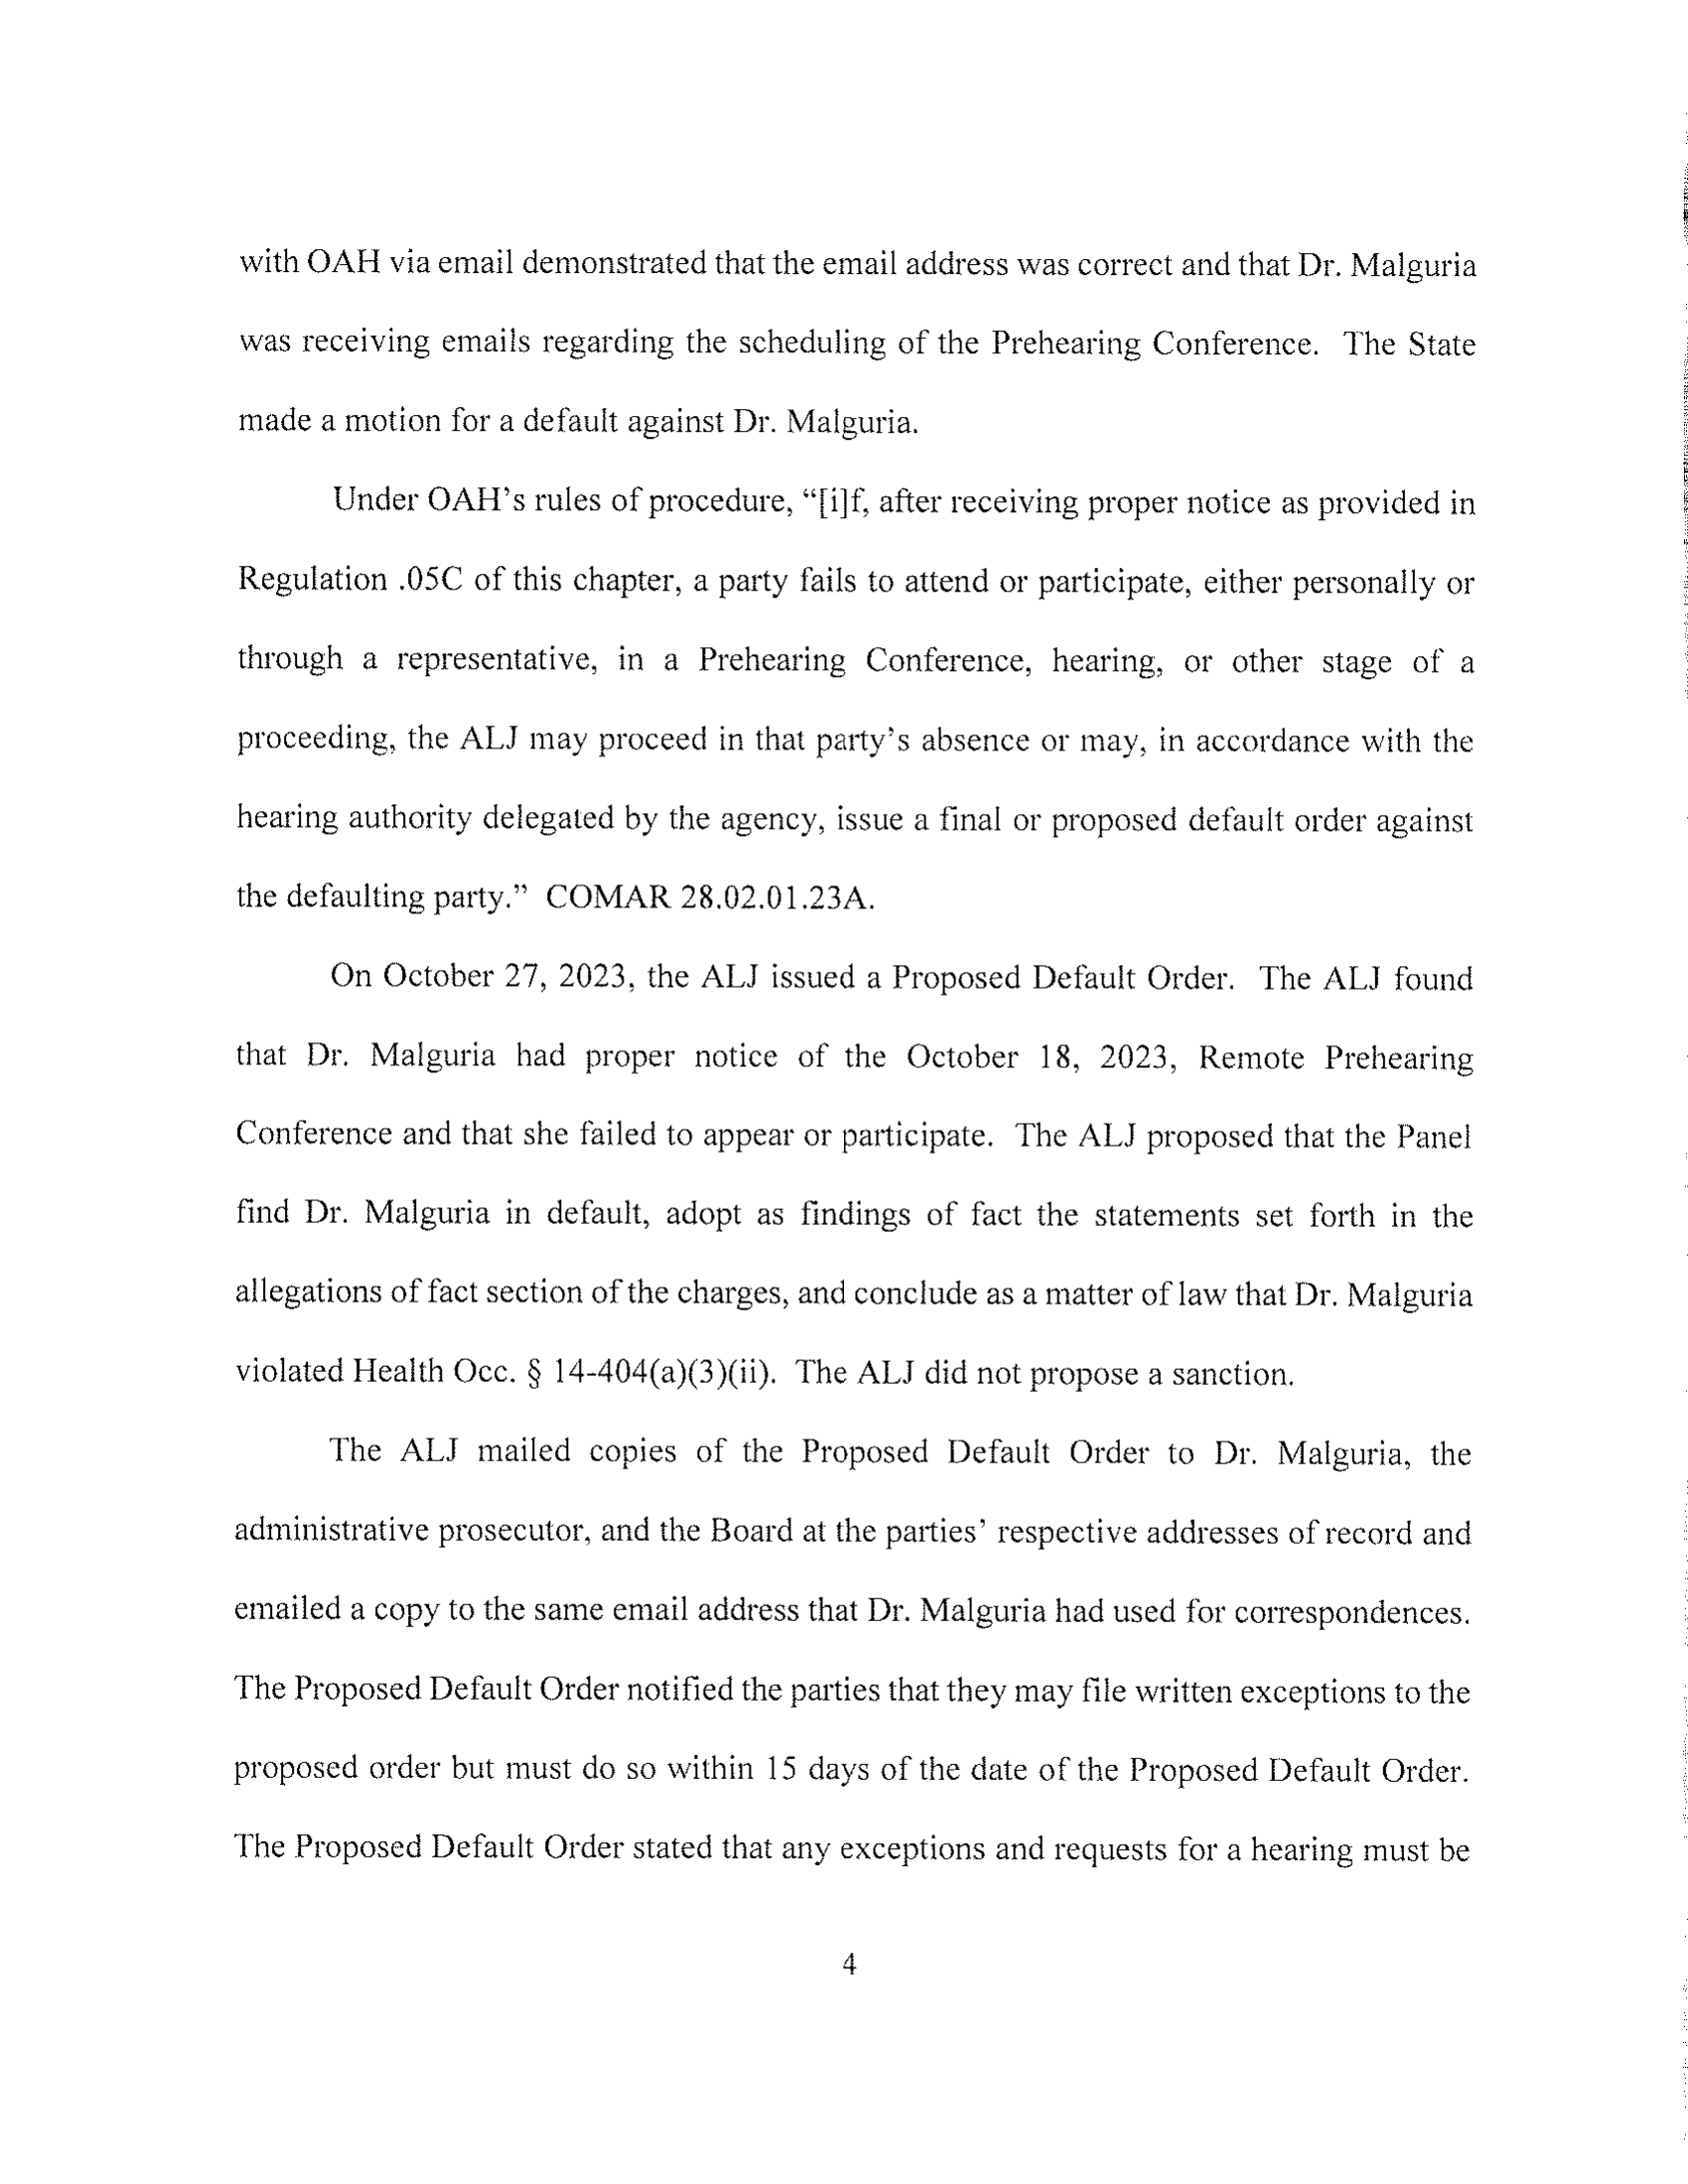 with OAH via email demonstrated that the email address was correct and that Dr. Malguria
was receiving emails regarding the scheduling of the Prehearing Conference. The State
made a motion for a default against Dr. Malguria.
Under OAH's rules of procedure, “[i]f, after receiving proper notice as provided in
Regulation .05C of this chapter, a party fails to attend or participate, either personally or
through a representative, in a Prehearing Conference, hearing, or other stage of a
proceeding, the ALJ may proceed in that party's absence or may, in accordance with the
hearing authority delegated by the agency, issue a final or proposed default order against
the defaulting party.” COMAR 28.02.01.23A.
On October 27, 2023, the ALJ issued a Proposed Default Order. The ALJ found
that Dr. Malguria had proper notice of the October 18, 2023, Remote Prehearing
Conference and that she failed to appear or participate. The ALJ proposed that the Panel
find Dr. Malguria in default, adopt as findings of fact the statements set forth in the
allegations of fact section of the charges, and conclude as a matter of law that Dr. Malguria
violated Health Occ. § 14-404(a)(3)(ii). The ALJ did not propose a sanction.
The ALJ mailed copies of the Proposed Default Order to Dr. Malguria, the
administrative prosecutor, and the Board at the parties' respective addresses of record and
emailed a copy to the same email address that Dr. Malguria had used for correspondences.
The Proposed Default Order notified the parties that they may file written exceptions to the
proposed order but must do so within 15 days of the date of the Proposed Default Order.
The Proposed Default Order stated that any exceptions and requests for a hearing must be
4